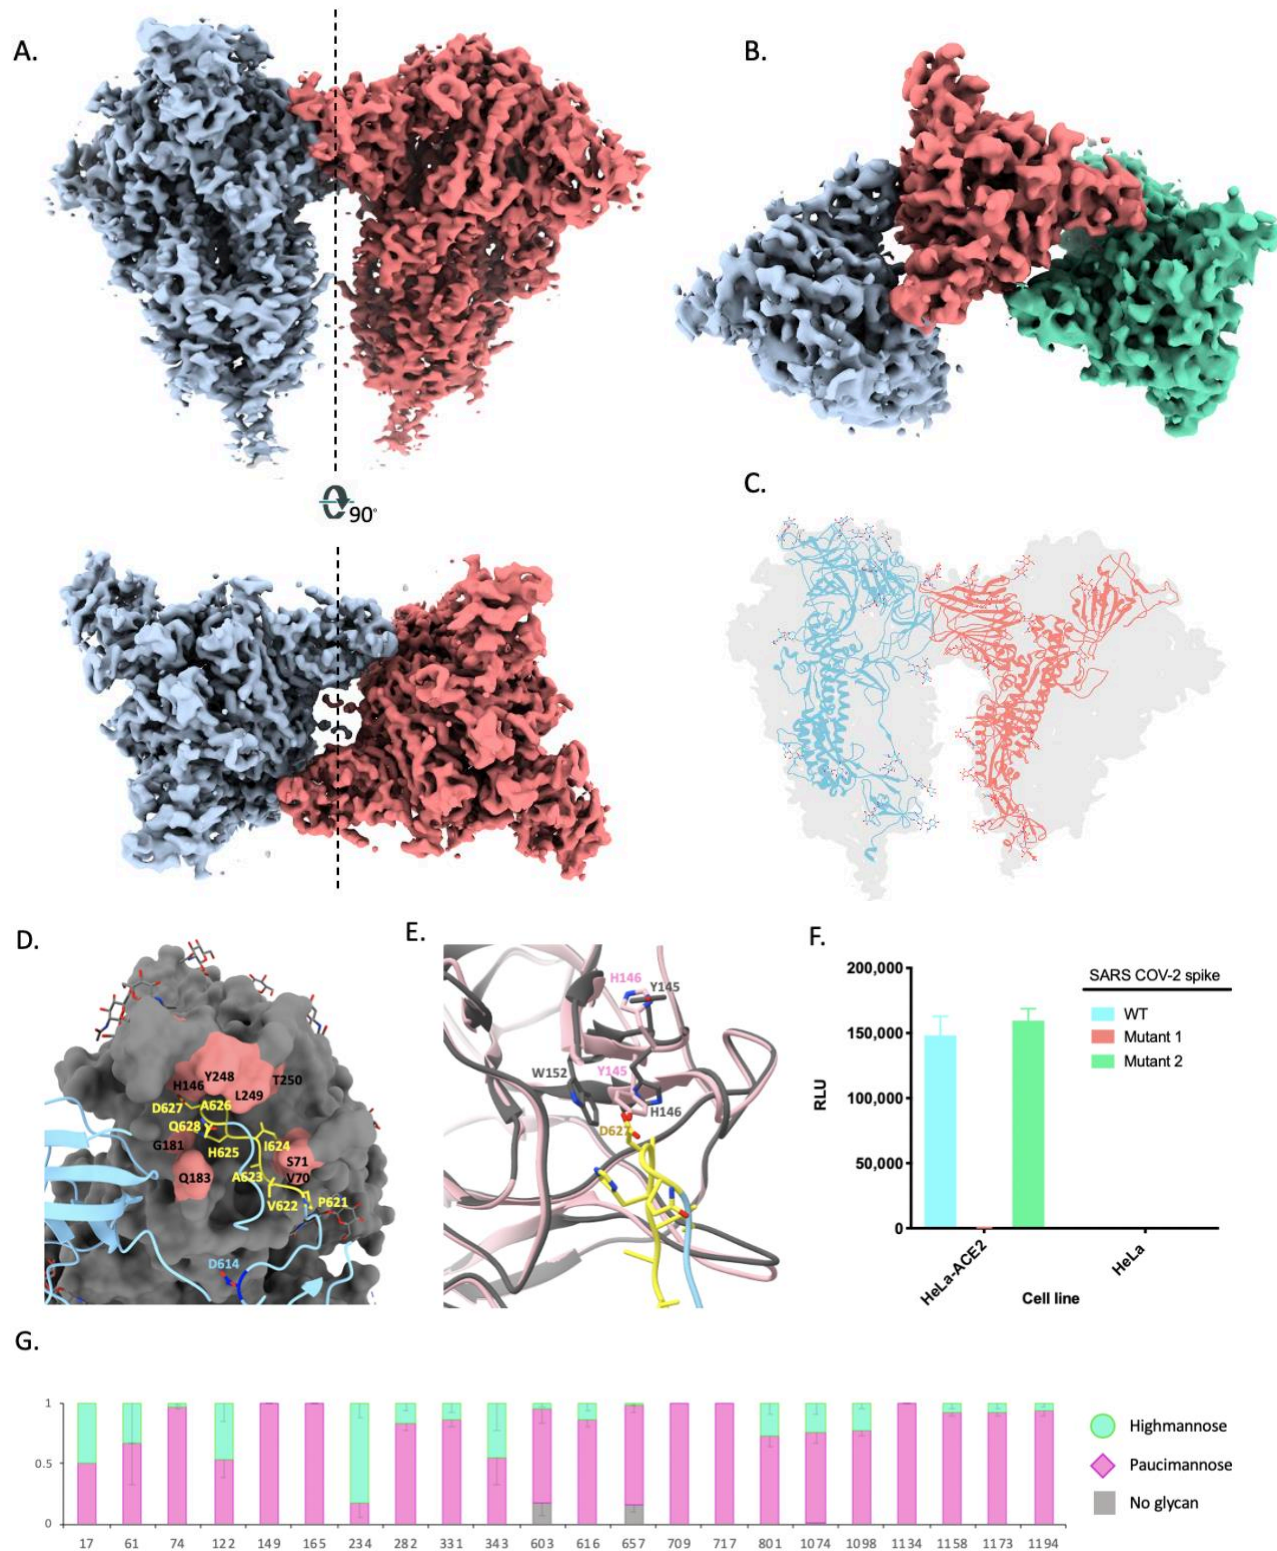 A.
B.
90°
C.
D.
H146
Y248
T250
L249
D627
A626
Q628
G181
H625
I624
S71
A623
V70
Q183
V622
P621
D614
E.
H146
Y145
W152
Y145
H146
D627
F.
200,000
150,000
100,000
50,000
0
RLU
HeLa-ACE2
HeLa
Cell line
SARS COV-2 spike
WT
Mutant 1
Mutant 2
G.
1
0.5
0
17 61 74 122 149 165 234 282 331 343 603 616 657 709 717 801 1074 1098 1134 1158 1173 1194
Highmannose
Paucimannose
No glycan